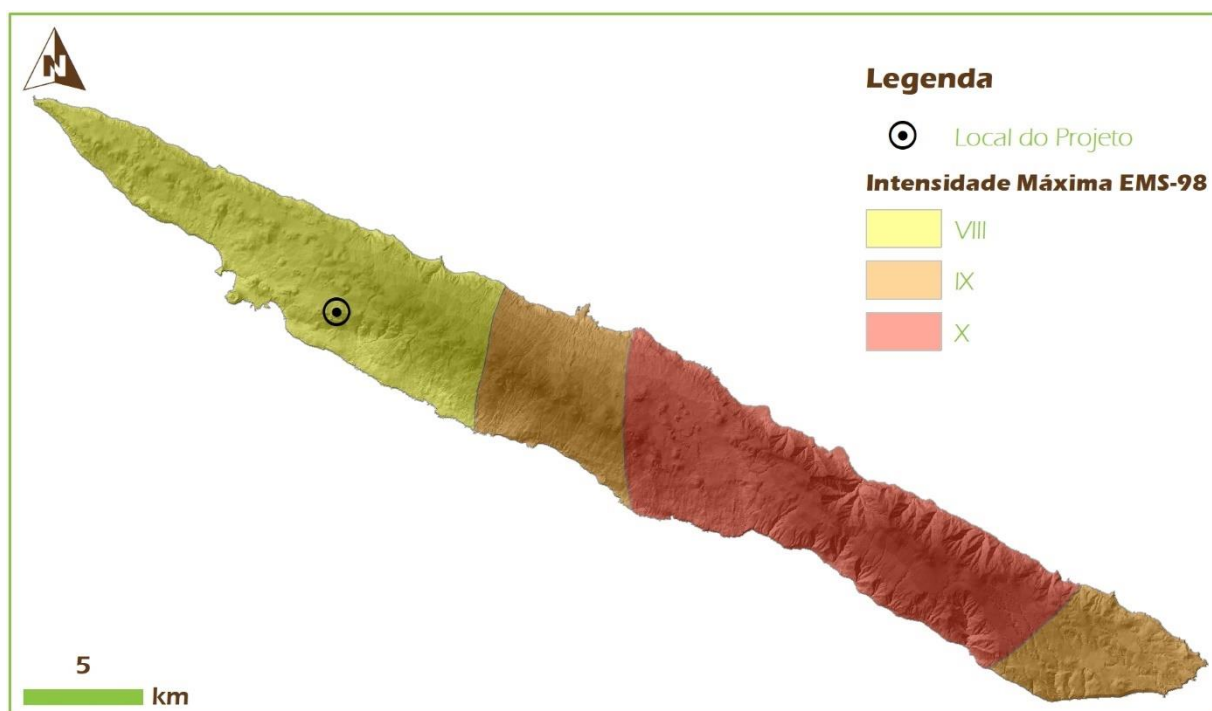 N
Legenda
Local do Projeto
Intensidade Máxima EMS-98
VIII
IX
X
5
km